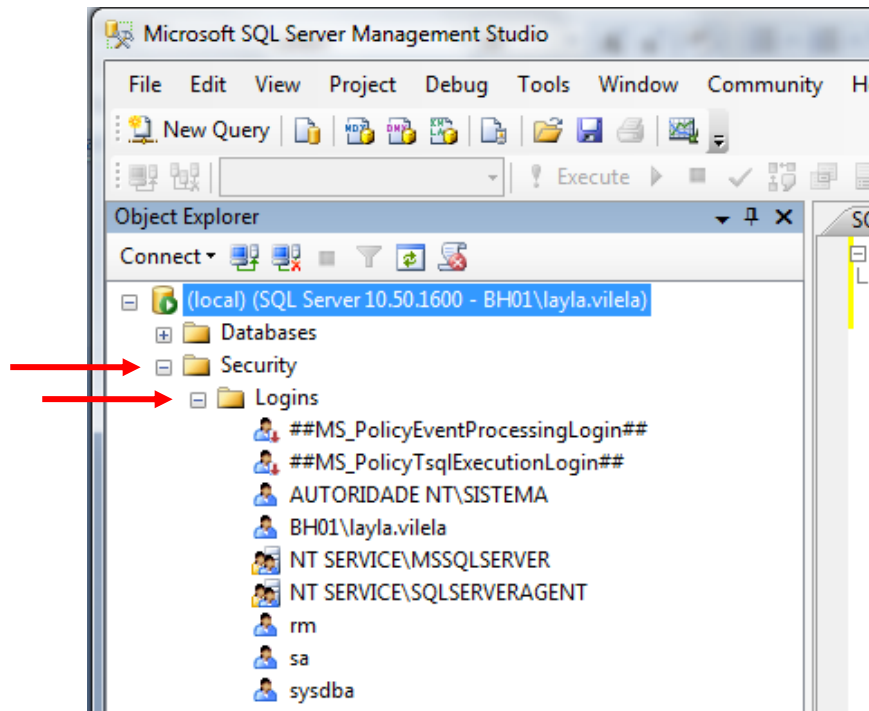 Microsoft SQL Server Management Studio
File Edit View Project Debug Tools Window Community H
New Query
Execute
Object Explorer
Connect
(local) (SQL Server 10.50.1600 - BH01\layla.vilela)
Databases
Security
Logins
##MS_PolicyEventProcessingLogin##
##MS_PolicyTsqlExecutionLogin##
AUTORIDADE NT\SISTEMA
BH01\layla.vilela
NT SERVICE\MSSQLSERVER
NT SERVICE\SQLSERVERAGENT
rm
sa
sysdba